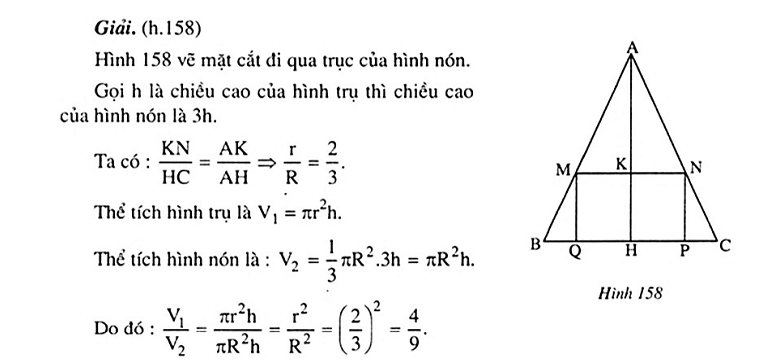 Giải. (h.158)
Hình 158 vẽ mặt cắt đi qua trục của hình nón.
Gọi h là chiều cao của hình trụ thì chiều cao
của hình nón là 3h.
Ta có : KN/HC = AK/AH ⇒ r/R = 2/3.
Thể tích hình trụ là V₁ = πr²h.
Thể tích hình nón là : V₂ = 1/3 πR².3h = πR²h.
Do đó : V₁/V₂ = πr²h/πR²h = r²/R² = (2/3)² = 4/9.
A
M K N
B Q H P C
Hình 158